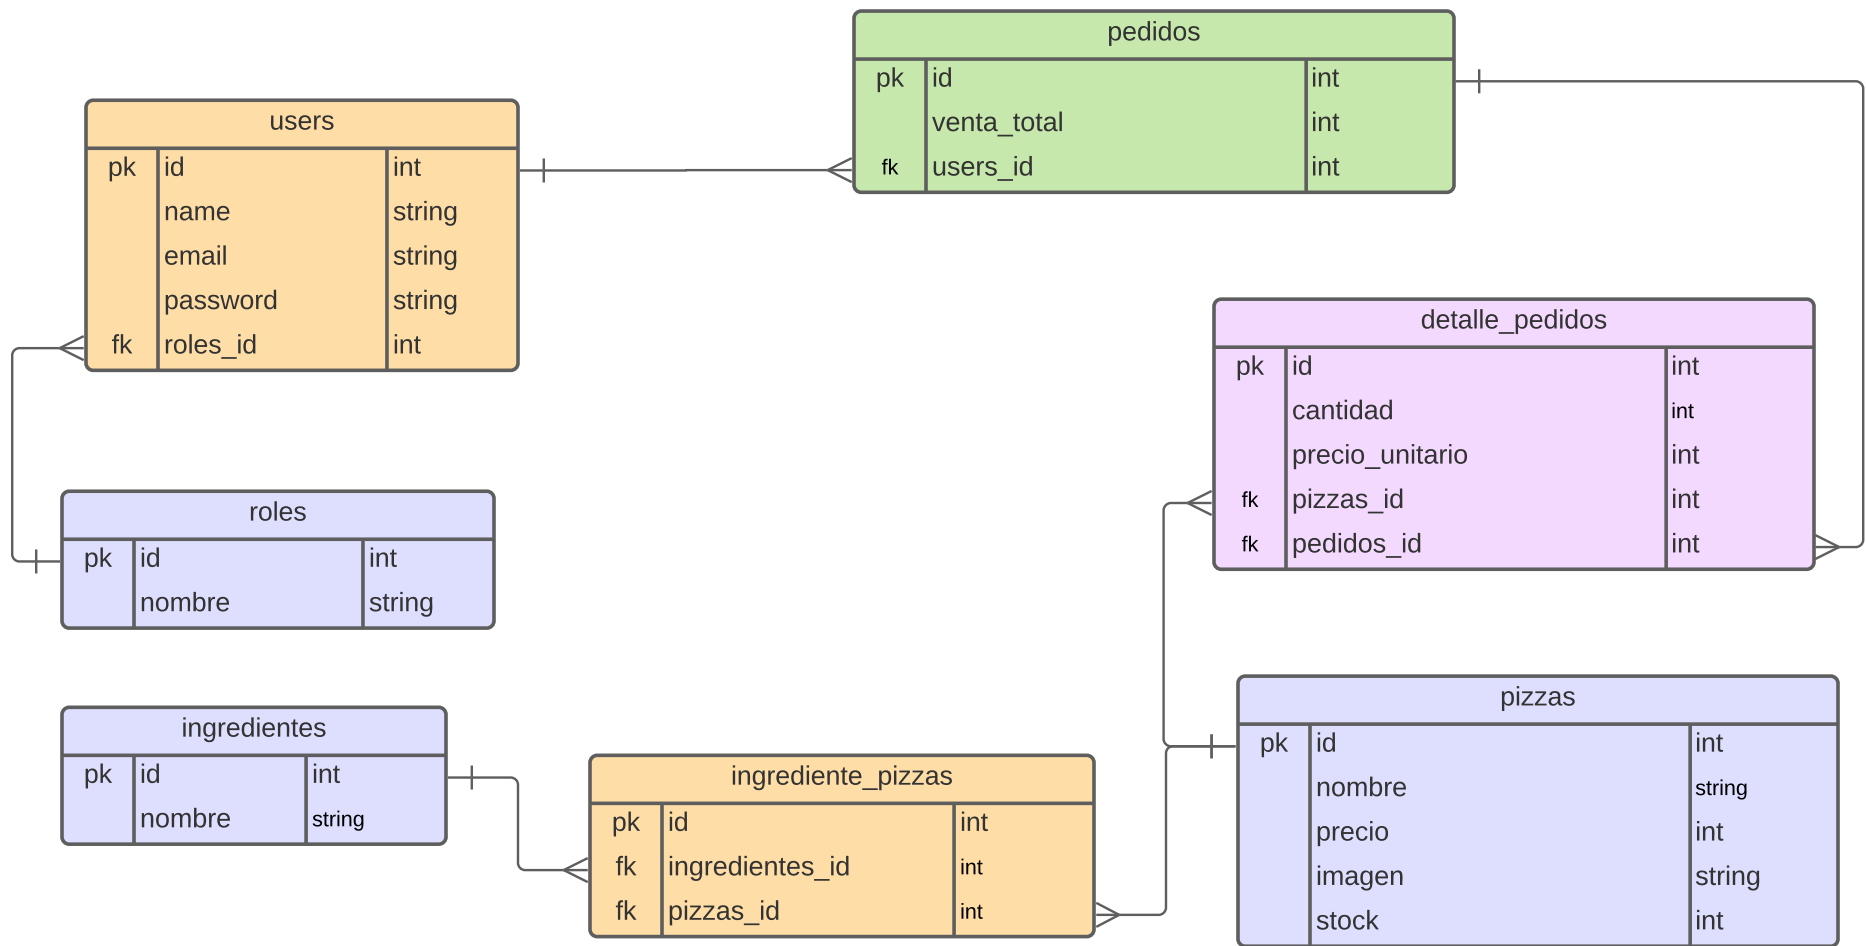 pedidos
pk id int
venta_total int
fk users_id int
users
pk id int
name string
email string
password string
fk roles_id int
detalle_pedidos
pk id int
cantidad int
precio_unitario int
fk pizzas_id int
fk pedidos_id int
roles
pk id int
nombre string
pizzas
pk id int
nombre string
precio int
imagen string
stock int
ingredientes
pk id int
nombre string
ingrediente_pizzas
pk id int
fk ingredientes_id int
fk pizzas_id int